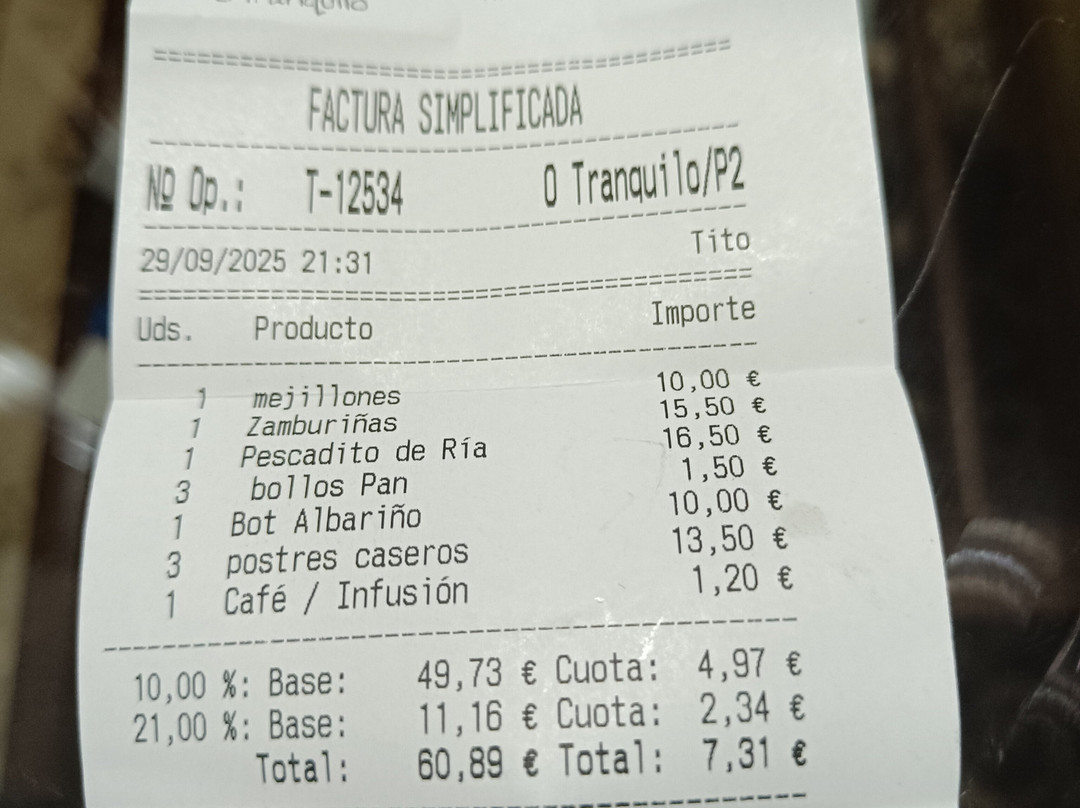 FACTURA SIMPLIFICADA
Nº Op.: T-12534 O Tranquilo/P2
29/09/2025 21:31 Tito
Uds. Producto Importe
1 mejillones 10,00 €
1 Zamburiñas 15,50 €
1 Pescadito de Ría 16,50 €
3 bollos Pan 1,50 €
1 Bot Albariño 10,00 €
3 postres caseros 13,50 €
1 Café / Infusión 1,20 €
10,00 %: Base: 49,73 € Cuota: 4,97 €
21,00 %: Base: 11,16 € Cuota: 2,34 €
Total: 60,89 € Total: 7,31 €